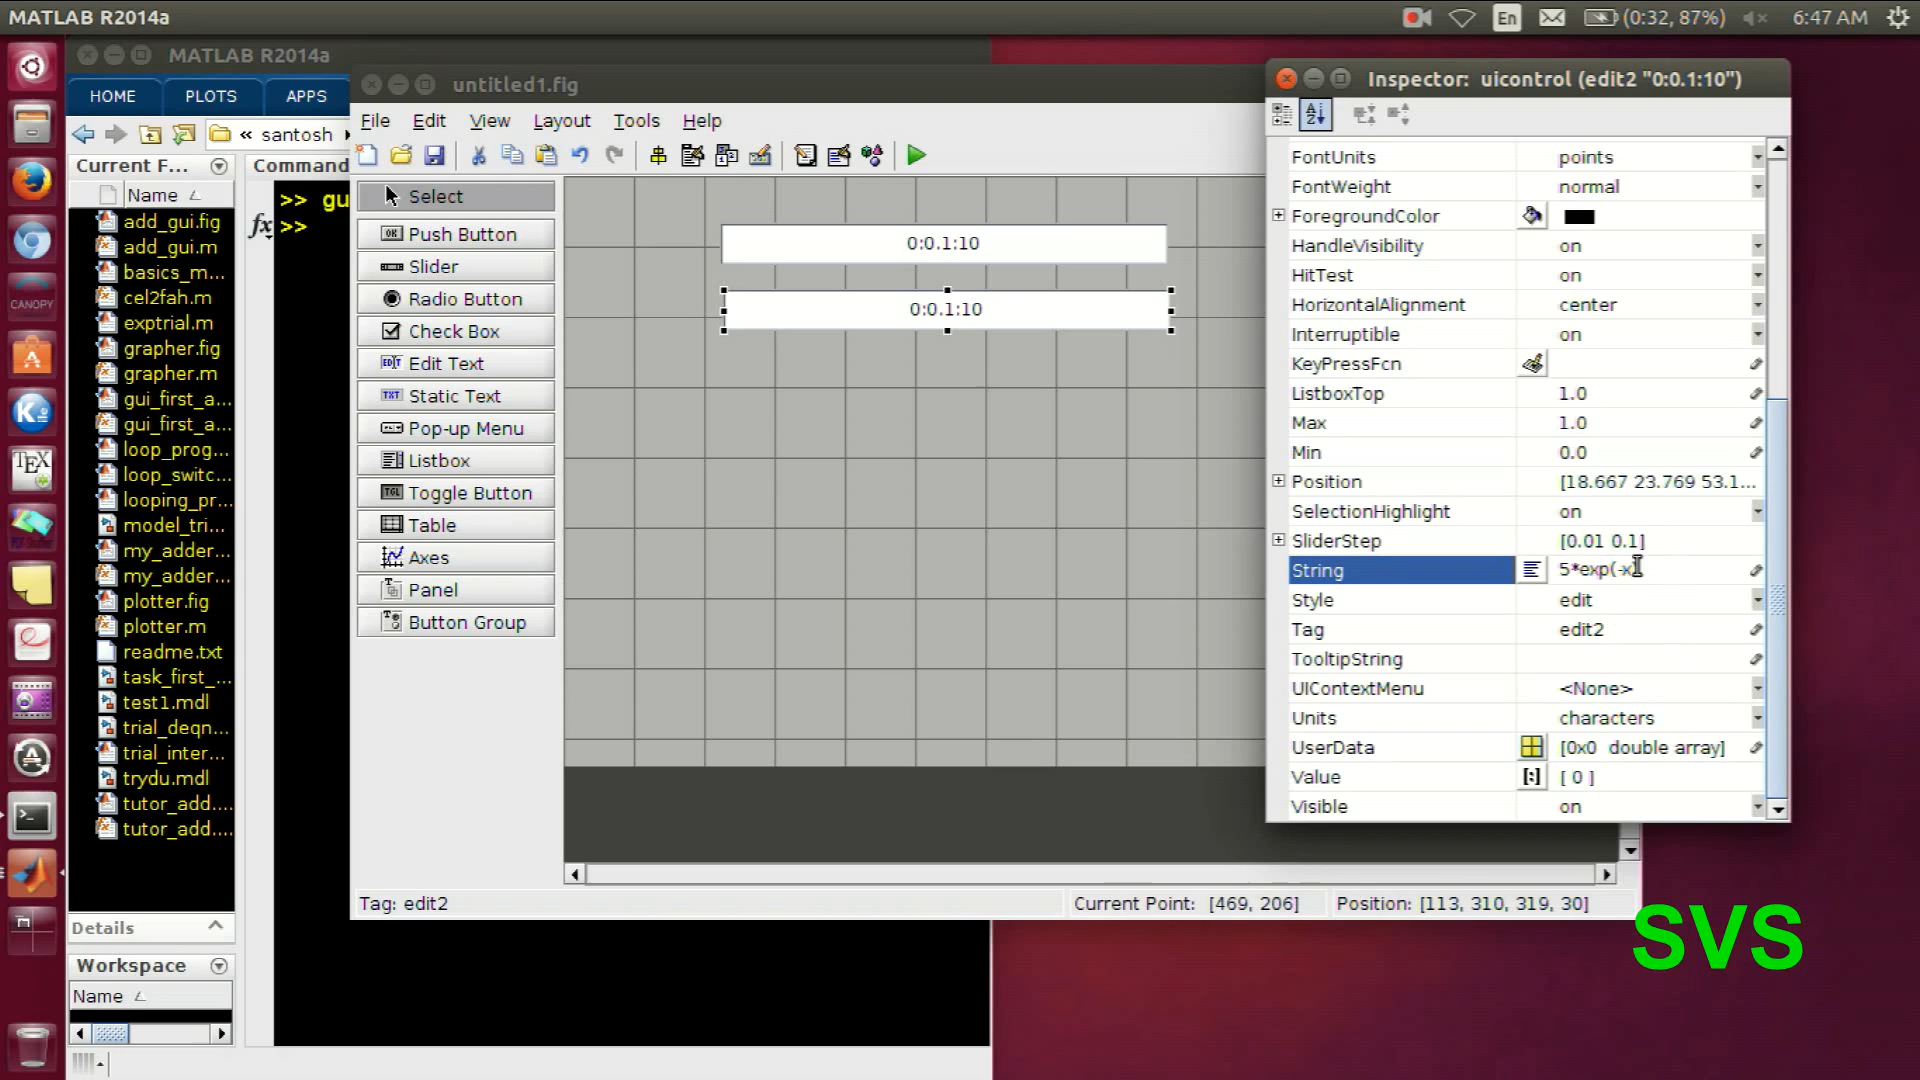 MATLAB R2014a
En
(0:32, 87%)
6:47 AM
MATLAB R2014a
HOME
PLOTS
APPS
« santosh
Current F...
Name
add_gui.fig
add_gui.m
basics_m...
cel2fah.m
exptrial.m
grapher.fig
grapher.m
gui_first_a...
gui_first_a...
loop_prog...
loop_switc...
looping_pr...
model_tri...
my_adder...
my_adder...
plotter.fig
plotter.m
readme.txt
task_first_...
test1.mdl
trial_deqn...
trial_inter...
trydu.mdl
tutor_add....
tutor_add....
Details
Workspace
Name
Command
>> gu
fx >>
CANOPY
TEX
untitled1.fig
File Edit View Layout Tools Help
Select
OK Push Button
Slider
Radio Button
Check Box
EDIT Edit Text
TXT Static Text
Pop-up Menu
Listbox
TGL Toggle Button
Table
Axes
Panel
Button Group
0:0.1:10
0:0.1:10
Tag: edit2
Current Point: [469, 206]
Position: [113, 310, 319, 30]
Inspector: uicontrol (edit2 "0:0.1:10")
FontUnits points
FontWeight normal
ForegroundColor
HandleVisibility on
HitTest on
HorizontalAlignment center
Interruptible on
KeyPressFcn
ListboxTop 1.0
Max 1.0
Min 0.0
Position [18.667 23.769 53.1...
SelectionHighlight on
SliderStep [0.01 0.1]
String 5*exp(-x
Style edit
Tag edit2
TooltipString
UIContextMenu <None>
Units characters
UserData [0x0 double array]
Value [ 0 ]
Visible on
SVS